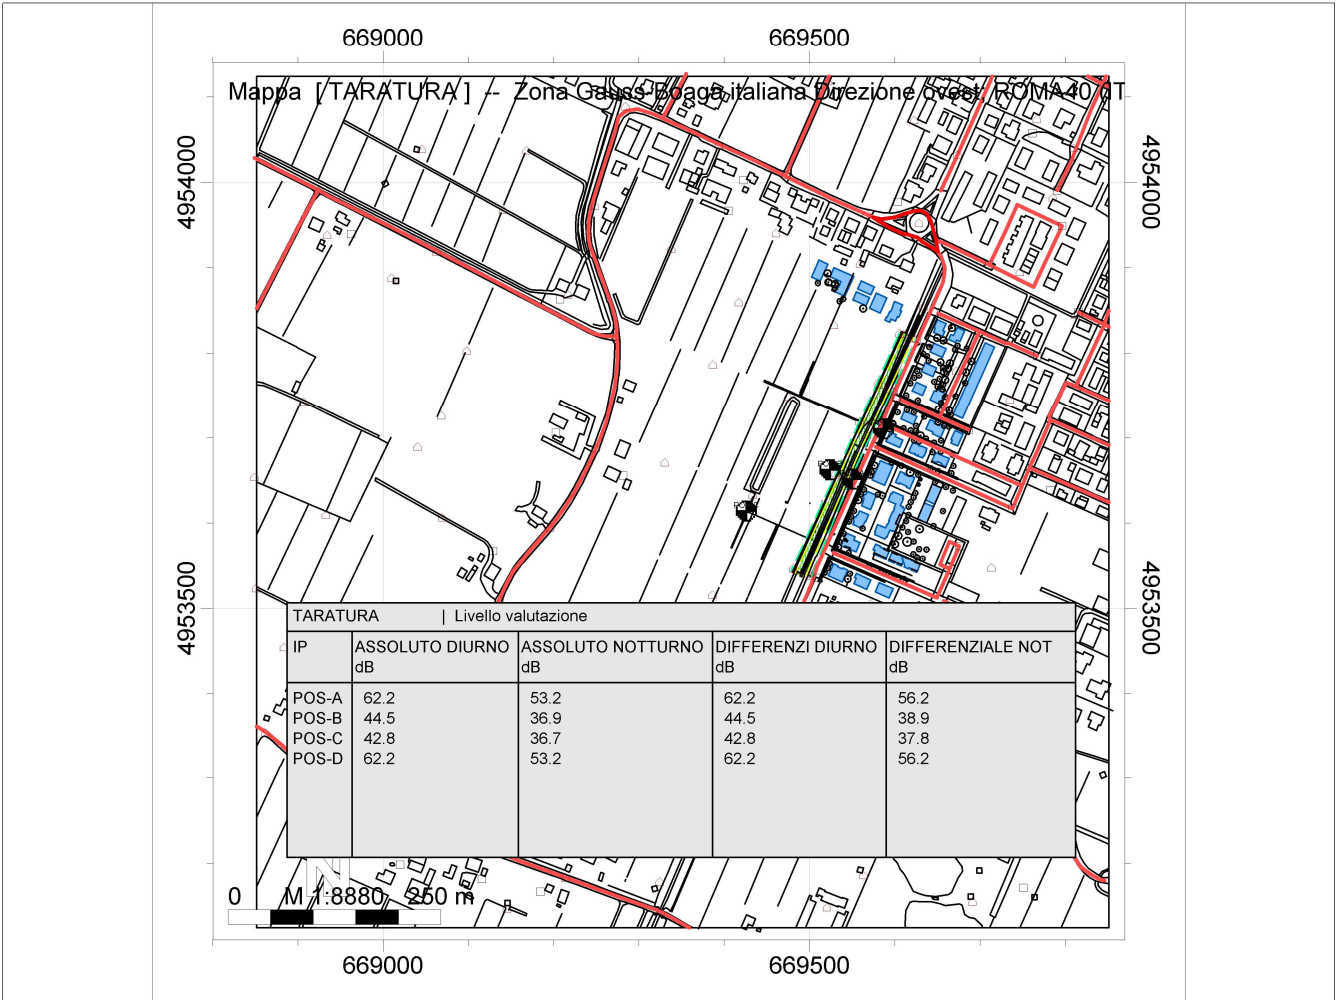 669000 669500
Mappa [ TARATURA ] -- Zona Gauss-Boaga italiana Direzione ovest, ROMA40 ST
4954000 4954000
4953500 4953500
TARATURA | Livello valutazione
IP ASSOLUTO DIURNO ASSOLUTO NOTTURNO DIFFERENZI DIURNO DIFFERENZIALE NOT
dB dB dB dB
POS-A 62.2 53.2 62.2 56.2
POS-B 44.5 36.9 44.5 38.9
POS-C 42.8 36.7 42.8 37.8
POS-D 62.2 53.2 62.2 56.2
N
0 M 1:8880 250 m
669000 669500